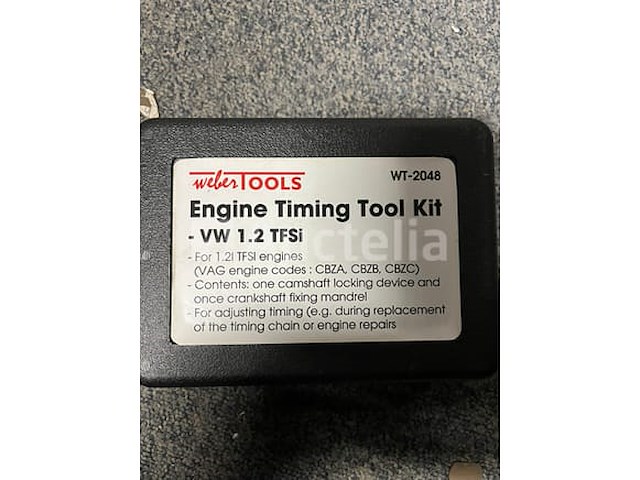 weber TOOLS WT-2048
Engine Timing Tool Kit
- VW 1.2 TFSi
- For 1.2l TFSI engines
(VAG engine codes : CBZA, CBZB, CBZC)
- Contents: one camshaft locking device and
once crankshaft fixing mandrel
- For adjusting timing (e.g. during replacement
of the timing chain or engine repairs